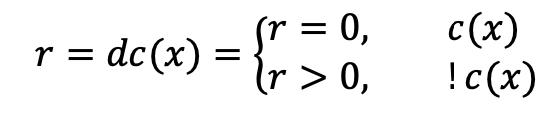 r = dc(x) = { r = 0, c(x)
r > 0, !c(x)